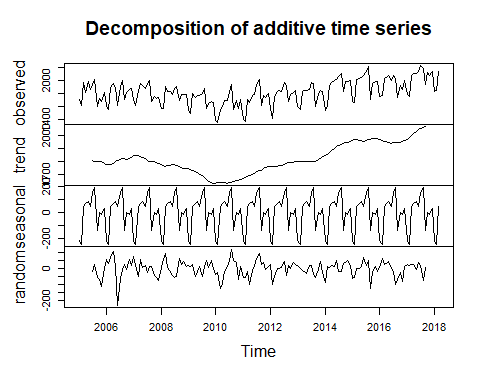 Decomposition of additive time series
observed
2000
trend
seasonal
0
-200
random
0
-200
2006 2008 2010 2012 2014 2016 2018
Time